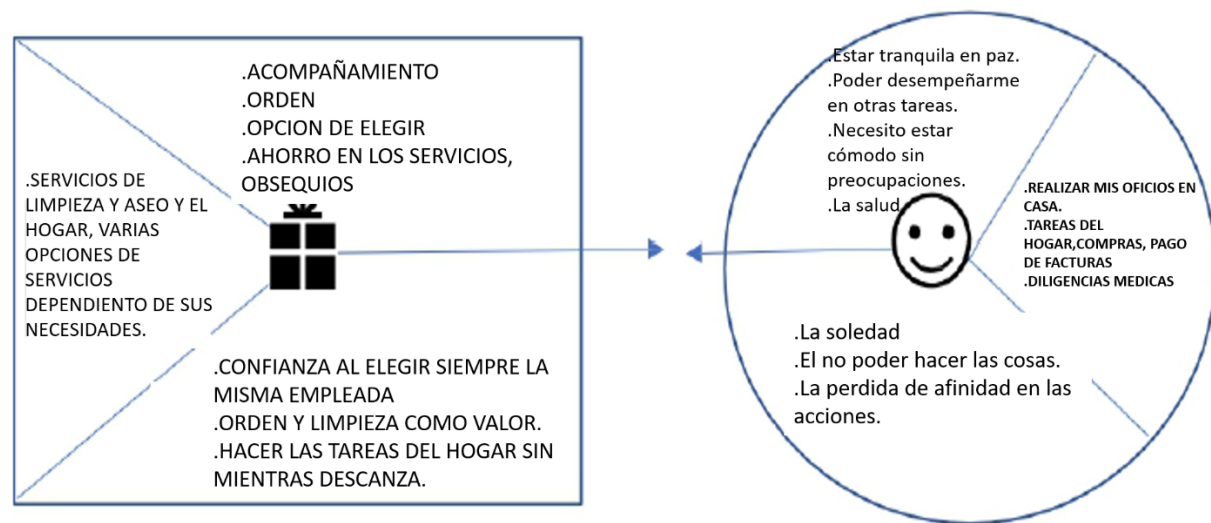 .ACOMPAÑAMIENTO
.ORDEN
.OPCION DE ELEGIR
.AHORRO EN LOS SERVICIOS,
OBSEQUIOS
.SERVICIOS DE
LIMPIEZA Y ASEO Y EL
HOGAR, VARIAS
OPCIONES DE
SERVICIOS
DEPENDIENTO DE SUS
NECESIDADES.
.CONFIANZA AL ELEGIR SIEMPRE LA
MISMA EMPLEADA
.ORDEN Y LIMPIEZA COMO VALOR.
.HACER LAS TAREAS DEL HOGAR SIN
MIENTRAS DESCANZA.
.Estar tranquila en paz.
.Poder desempeñarme
en otras tareas.
.Necesito estar
cómodo sin
preocupaciones.
.La salud
.REALIZAR MIS OFICIOS EN
CASA.
.TAREAS DEL
HOGAR,COMPRAS, PAGO
DE FACTURAS
.DILIGENCIAS MEDICAS
.La soledad
.El no poder hacer las cosas.
.La perdida de afinidad en las
acciones.